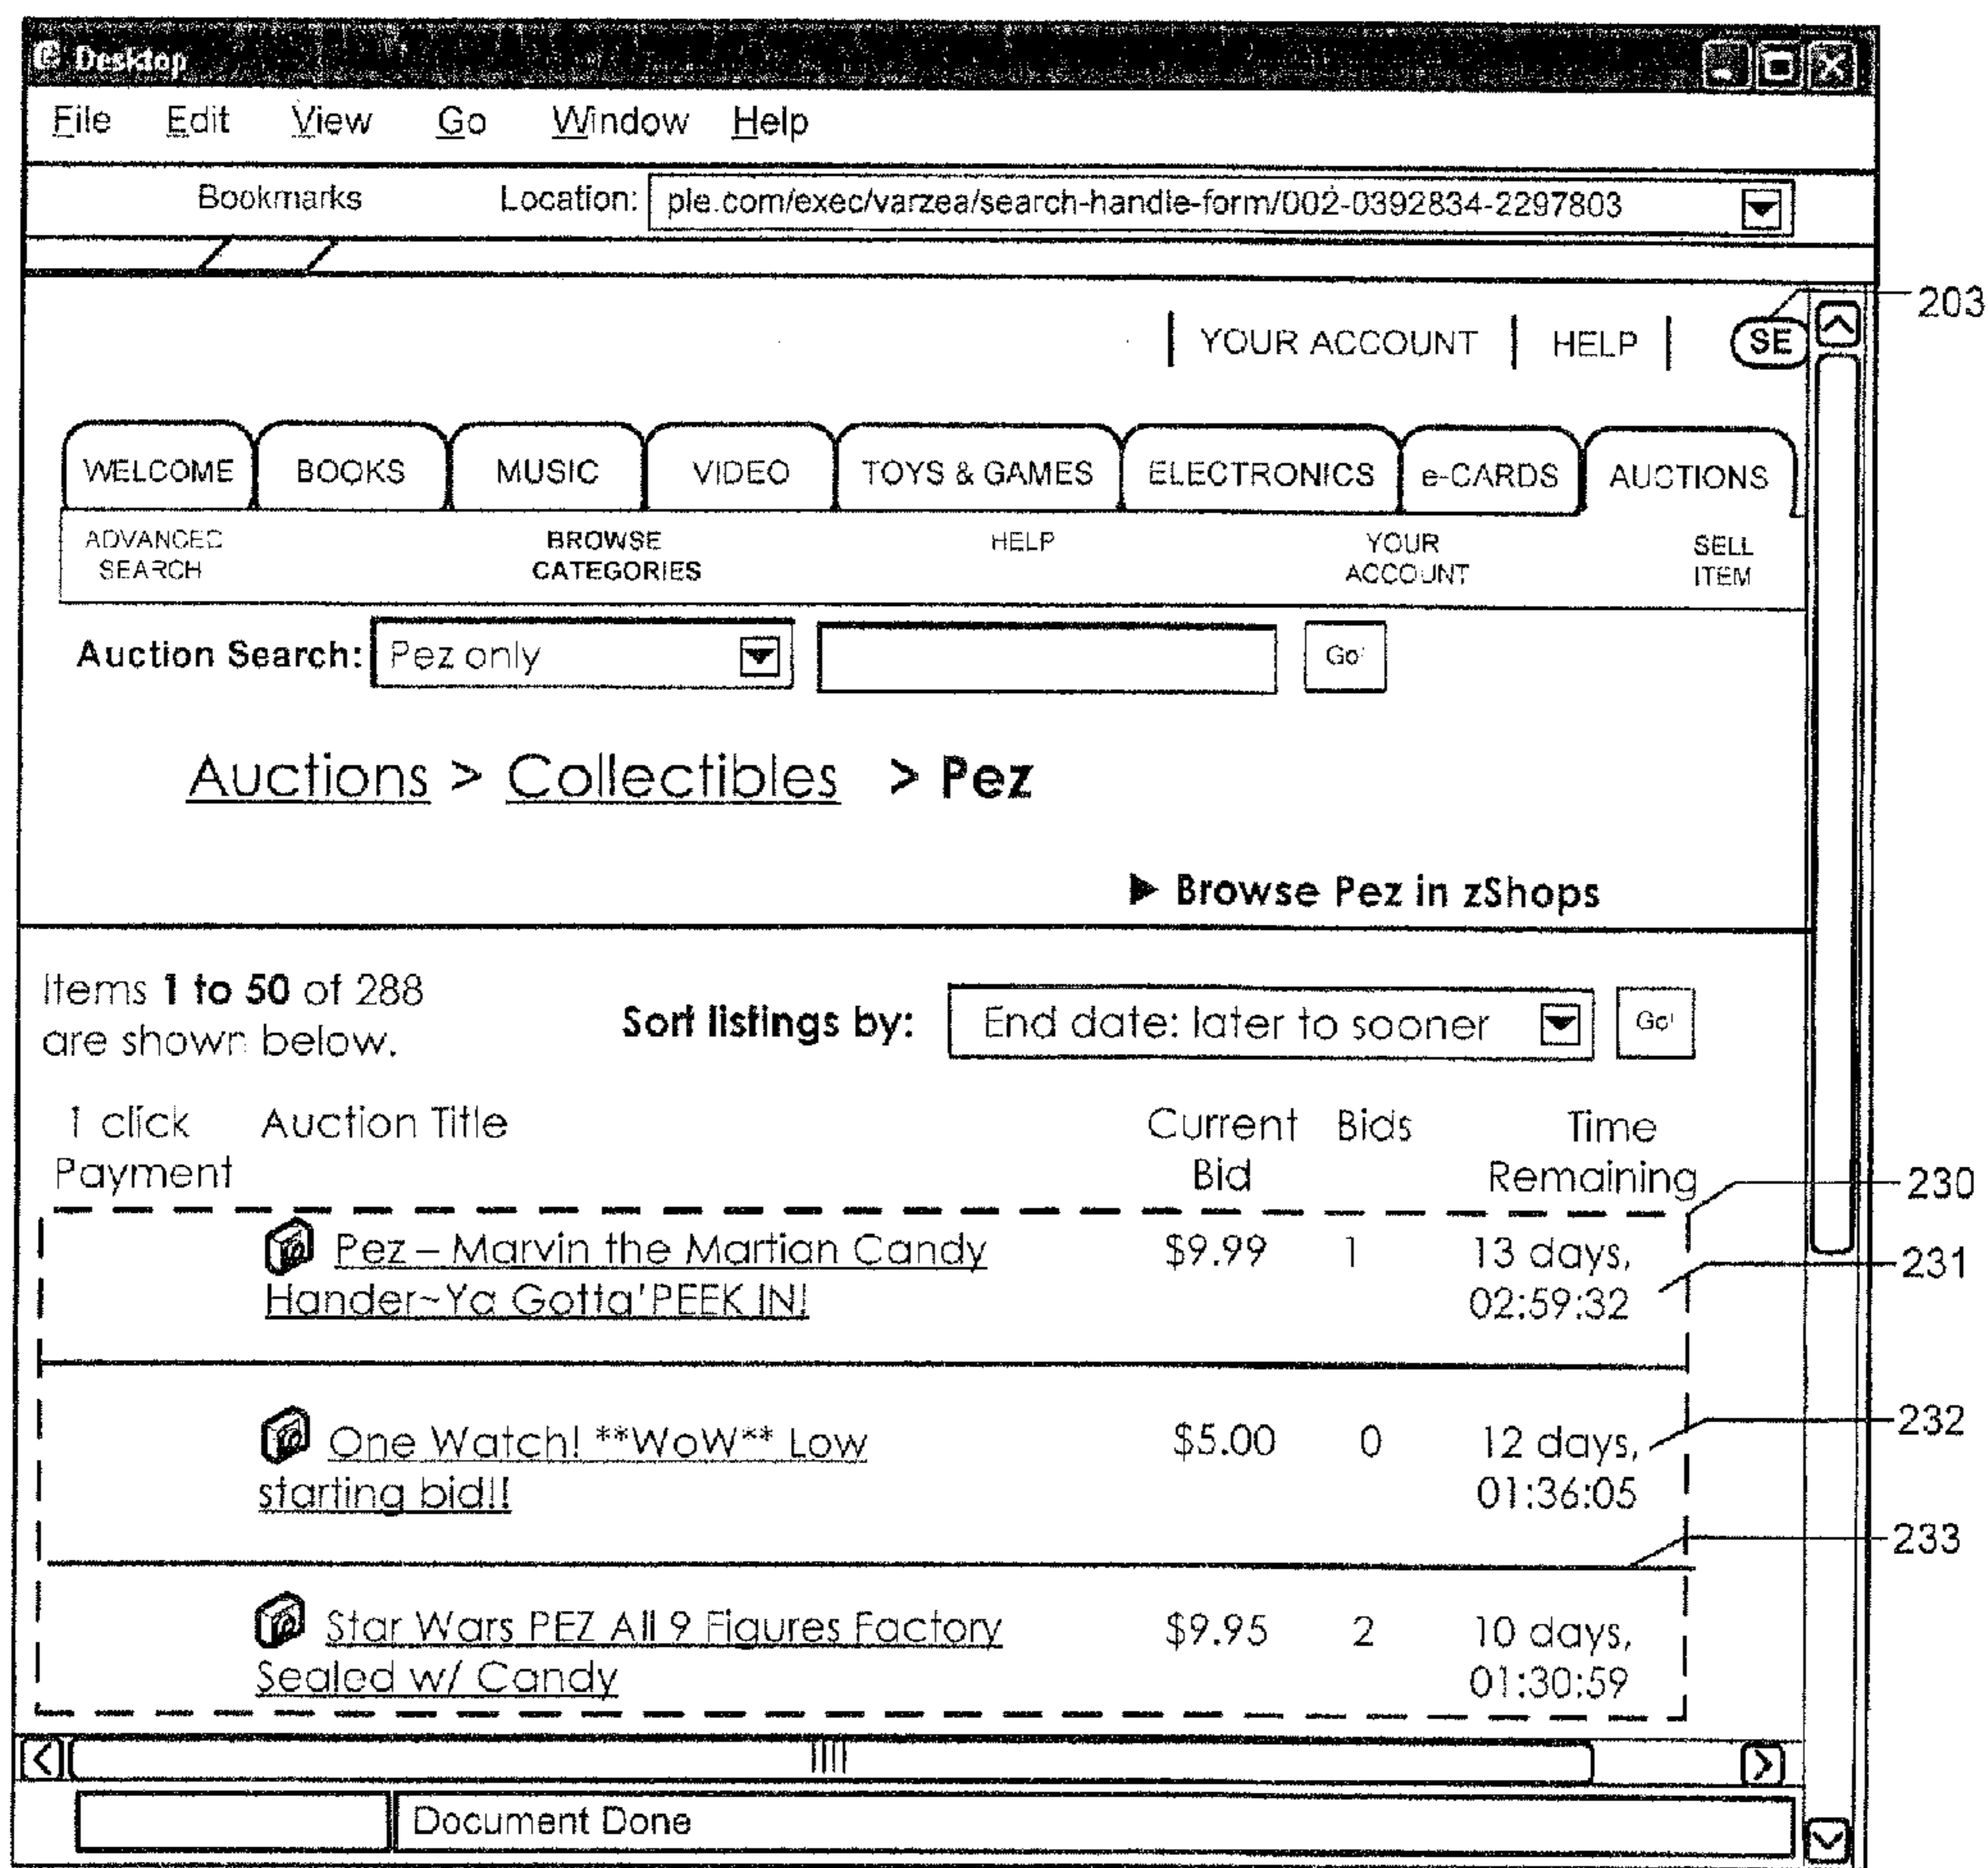 Desktop
File Edit View Go Window Help
Bookmarks Location: ple.com/exec/varzea/search-handle-form/002-0392834-2297803
203
YOUR ACCOUNT | HELP | SE
WELCOME BOOKS MUSIC VIDEO TOYS & GAMES ELECTRONICS e-CARDS AUCTIONS
ADVANCED SEARCH BROWSE CATEGORIES HELP YOUR ACCOUNT SELL ITEM
Auction Search: Pez only Go!
Auctions > Collectibles > Pez
Browse Pez in zShops
Items 1 to 50 of 288
are shown below.
Sort listings by: End date: later to sooner Go!
1 click Auction Title Current Bids Time
Payment Bid Remaining
230
Pez – Marvin the Martian Candy $9.99 1 13 days,
231
Hander~Ya Gotta'PEEK IN! 02:59:32
One Watch! **WoW** Low $5.00 0 12 days,
232
starting bid!! 01:36:05
233
Star Wars PEZ All 9 Figures Factory $9.95 2 10 days,
Sealed w/ Candy 01:30:59
Document Done